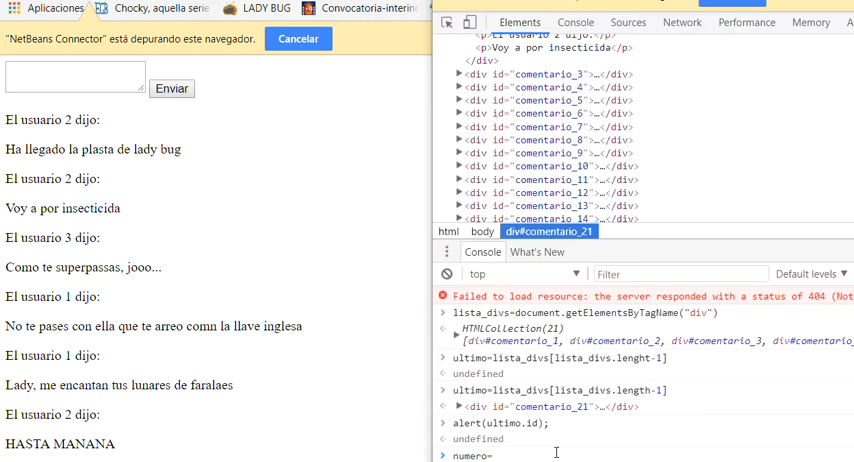 Aplicaciones Chocky, aquella serie LADY BUG Convocatoria-interin
"NetBeans Connector" está depurando este navegador. Cancelar
Enviar
El usuario 2 dijo:
Ha llegado la plasta de lady bug
El usuario 2 dijo:
Voy a por insecticida
El usuario 3 dijo:
Como te superpassas, jooo...
El usuario 1 dijo:
No te pases con ella que te arreo comn la llave inglesa
El usuario 1 dijo:
Lady, me encantan tus lunares de faralaes
El usuario 2 dijo:
HASTA MANANA
Elements Console Sources Network Performance Memory A
<p>El usuario 2 dijo:</p>
<p>Voy a por insecticida</p>
</div>
<div id="comentario_3">…</div>
<div id="comentario_4">…</div>
<div id="comentario_5">…</div>
<div id="comentario_6">…</div>
<div id="comentario_7">…</div>
<div id="comentario_8">…</div>
<div id="comentario_9">…</div>
<div id="comentario_10">…</div>
<div id="comentario_11">…</div>
<div id="comentario_12">…</div>
<div id="comentario_13">…</div>
<div id="comentario_14">…</div>
html body div#comentario_21
Console What's New
top Filter Default levels
Failed to load resource: the server responded with a status of 404 (Not
lista_divs=document.getElementsByTagName("div")
HTMLCollection(21)
[div#comentario_1, div#comentario_2, div#comentario_3, div#comentario
ultimo=lista_divs[lista_divs.lenght-1]
undefined
ultimo=lista_divs[lista_divs.length-1]
<div id="comentario_21">…</div>
alert(ultimo.id);
undefined
numero=